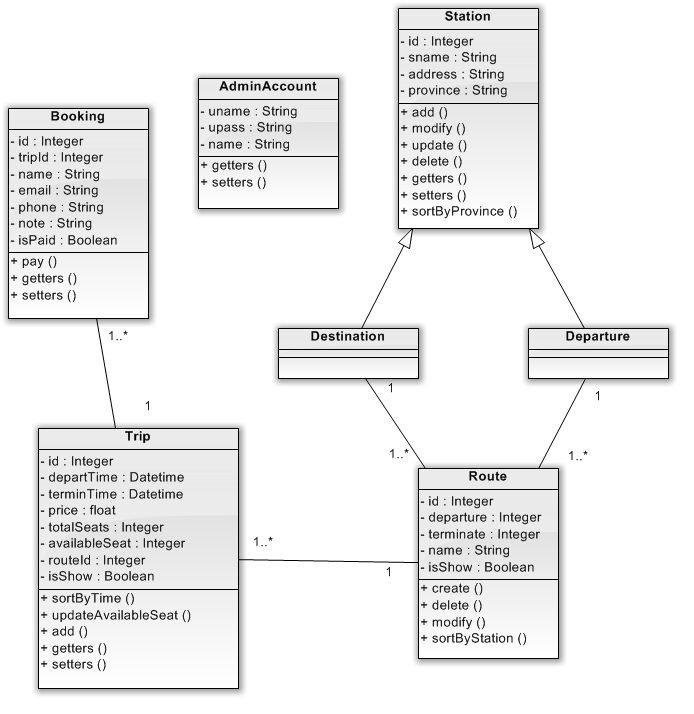 Station
- id : Integer
- sname : String
- address : String
- province : String
+ add ()
+ modify ()
+ update ()
+ delete ()
+ getters ()
+ setters ()
+ sortByProvince ()
AdminAccount
- uname : String
- upass : String
- name : String
+ getters ()
+ setters ()
Booking
- id : Integer
- tripId : Integer
- name : String
- email : String
- phone : String
- note : String
- isPaid : Boolean
+ pay ()
+ getters ()
+ setters ()
1..*
1
Destination
Departure
1
1
1..*
1..*
Trip
- id : Integer
- departTime : Datetime
- terminTime : Datetime
- price : float
- totalSeats : Integer
- availableSeat : Integer
- routeId : Integer
- isShow : Boolean
+ sortByTime ()
+ updateAvailableSeat ()
+ add ()
+ getters ()
+ setters ()
1..*
1
Route
- id : Integer
- departure : Integer
- terminate : Integer
- name : String
- isShow : Boolean
+ create ()
+ delete ()
+ modify ()
+ sortByStation ()